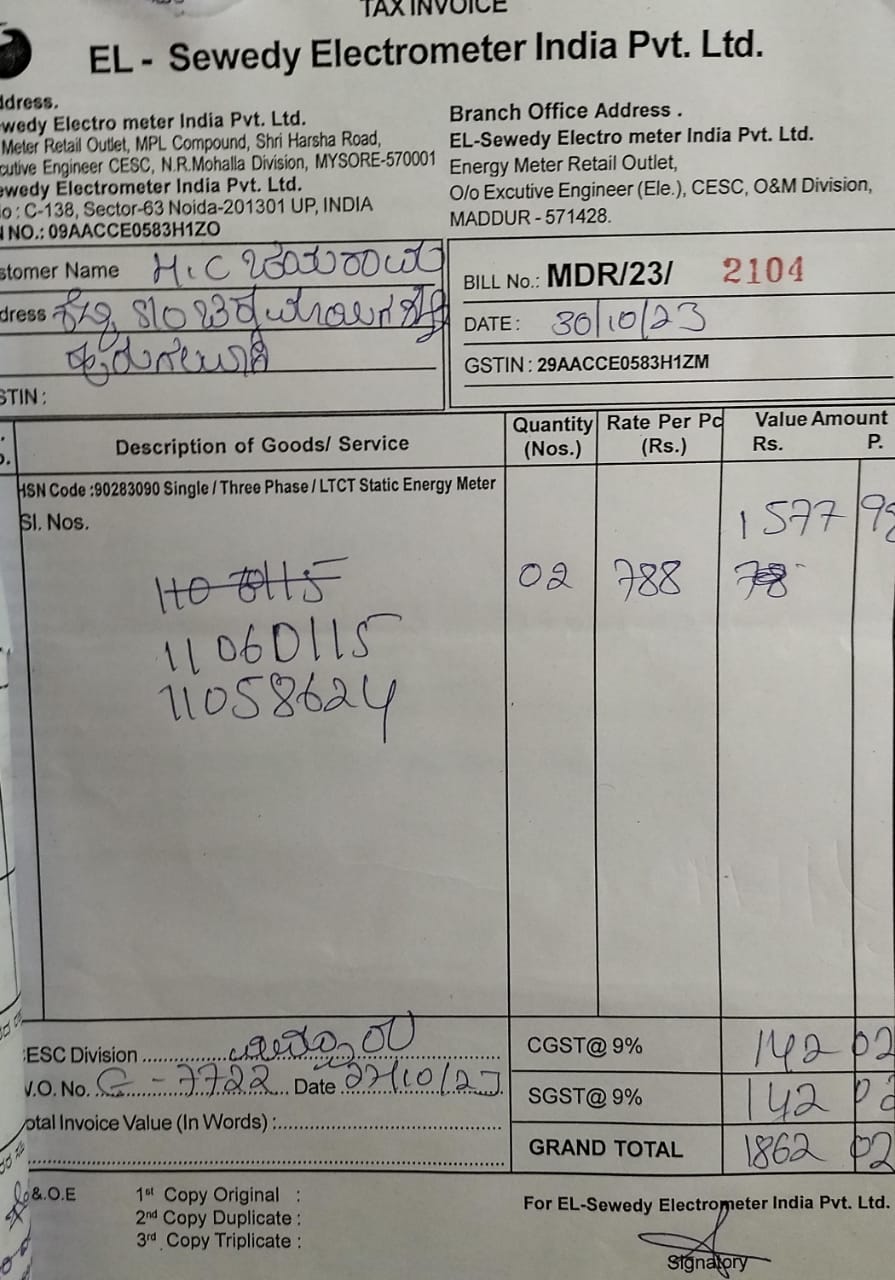 TAX INVOICE
EL - Sewedy Electrometer India Pvt. Ltd.
ddress.
wedy Electro meter India Pvt. Ltd.
Meter Retail Outlet, MPL Compound, Shri Harsha Road,
cutive Engineer CESC, N.R.Mohalla Division, MYSORE-570001
ewedy Electrometer India Pvt. Ltd.
o : C-138, Sector-63 Noida-201301 UP, INDIA
NO.: 09AACCE0583H1ZO
Branch Office Address .
EL-Sewedy Electro meter India Pvt. Ltd.
Energy Meter Retail Outlet,
O/o Excutive Engineer (Ele.), CESC, O&M Division,
MADDUR - 571428.
stomer Name H.C
dress
STIN :
BILL No.: MDR/23/ 2104
DATE : 30/10/23
GSTIN : 29AACCE0583H1ZM
Description of Goods/ Service
Quantity (Nos.)
Rate Per Pc (Rs.)
Value Amount Rs. P.
HSN Code :90283090 Single / Three Phase / LTCT Static Energy Meter
Sl. Nos.
1577
02 788
11060115
11058624
CESC Division
V.O. No. G - 7722 Date 27/10/23
otal Invoice Value (In Words) :
CGST@ 9% 142 02
SGST@ 9% 142
GRAND TOTAL 1862 02
&.O.E
1st Copy Original :
2nd Copy Duplicate :
3rd Copy Triplicate :
For EL-Sewedy Electrometer India Pvt. Ltd.
Signatory